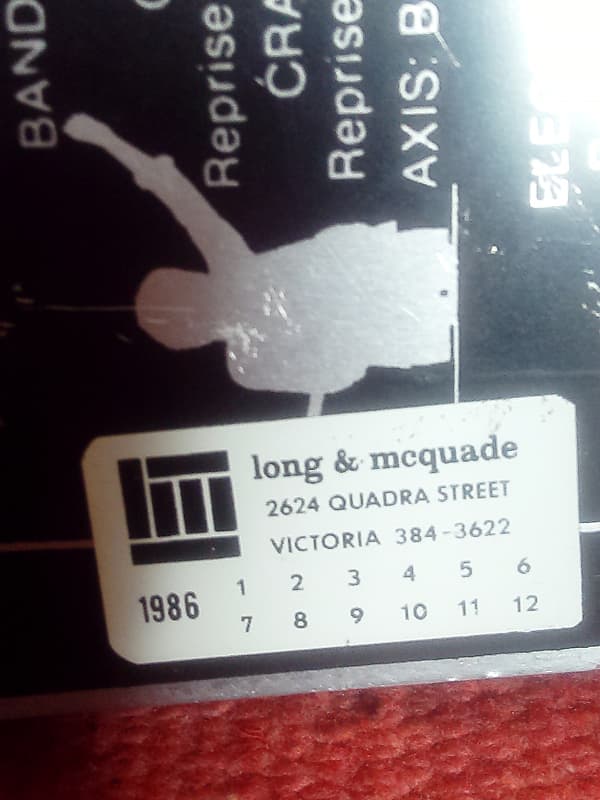 BAND
Reprise
CRA
Reprise
AXIS: B
ELE
long & mcquade
2624 QUADRA STREET
VICTORIA 384-3622
1986
1 2 3 4 5 6
7 8 9 10 11 12